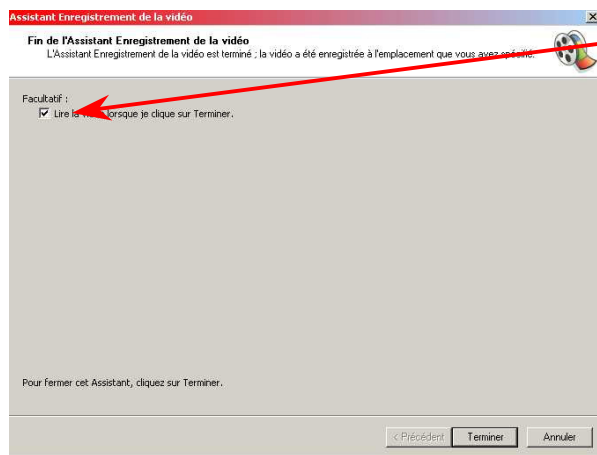 Assistant Enregistrement de la vidéo
Fin de l'Assistant Enregistrement de la vidéo
L'Assistant Enregistrement de la vidéo est terminé ; la vidéo a été enregistrée à l'emplacement que vous avez spécifié.
Facultatif :
Lire la lorsque je clique sur Terminer.
Pour fermer cet Assistant, cliquez sur Terminer.
< Précédent
Terminer
Annuler